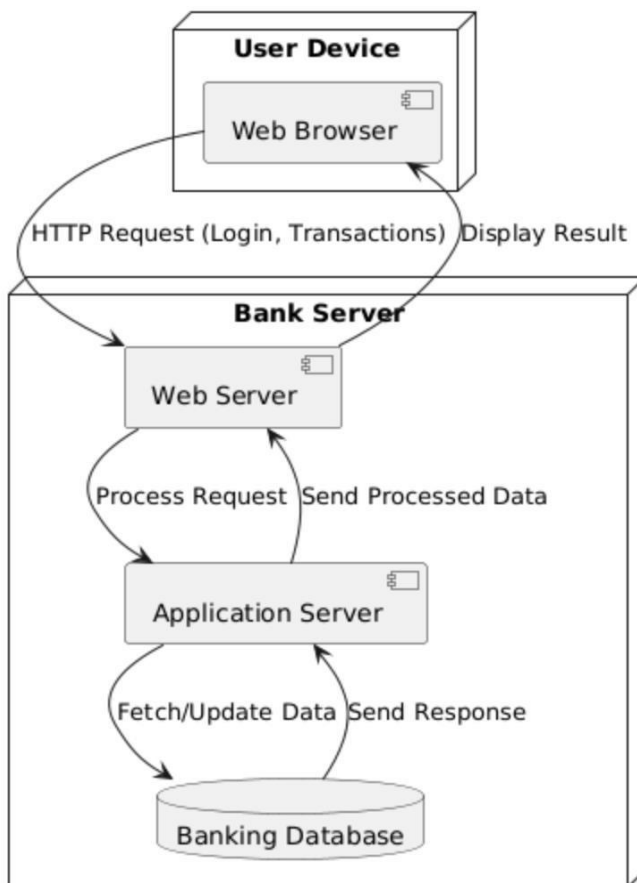 User Device
Web Browser
HTTP Request (Login, Transactions) Display Result
Bank Server
Web Server
Process Request Send Processed Data
Application Server
Fetch/Update Data Send Response
Banking Database